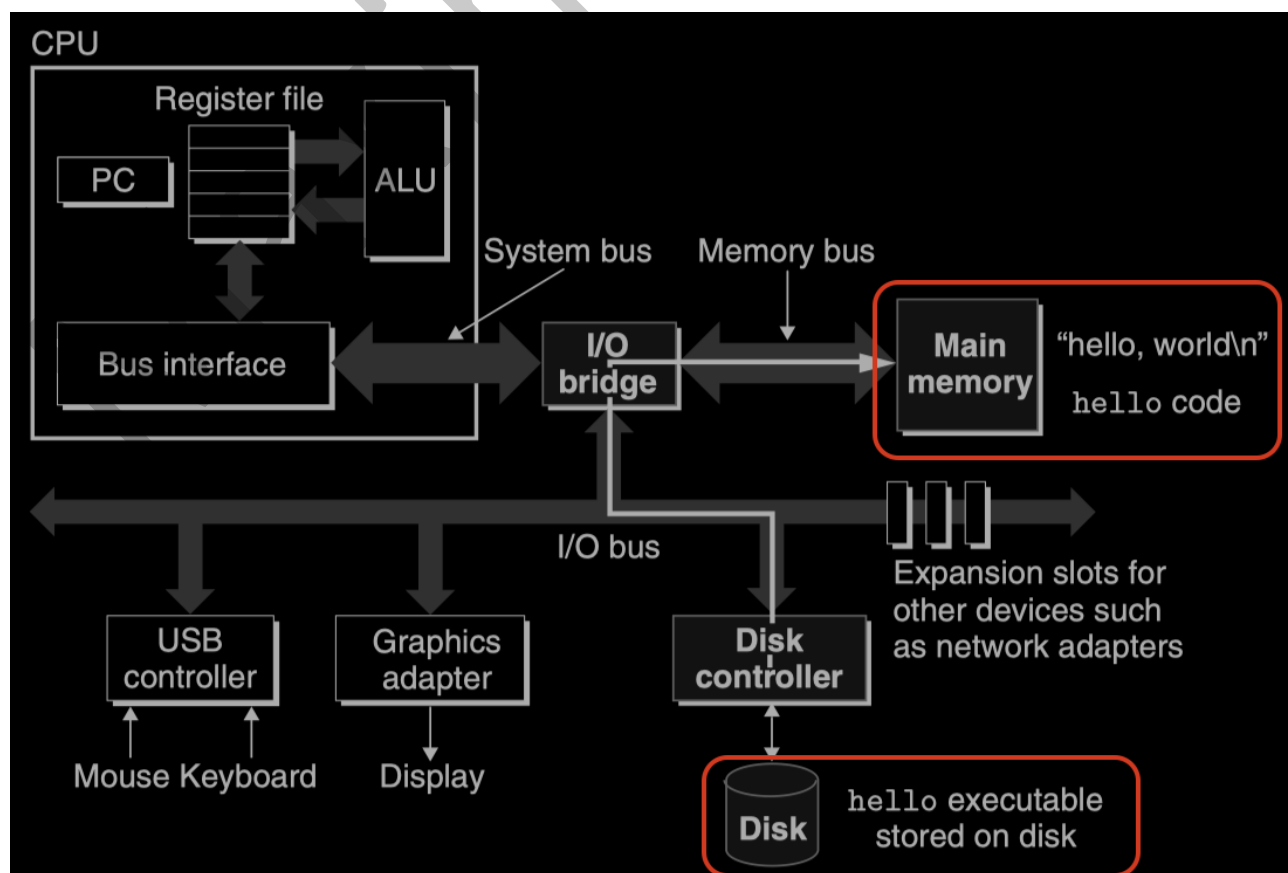 CPU
Register file
PC
ALU
System bus
Memory bus
Bus interface
I/O
bridge
Main
memory
“hello, world\n”
hello code
I/O bus
Expansion slots for
other devices such
as network adapters
USB
controller
Graphics
adapter
Disk
controller
Mouse
Keyboard
Display
Disk
hello executable
stored on disk